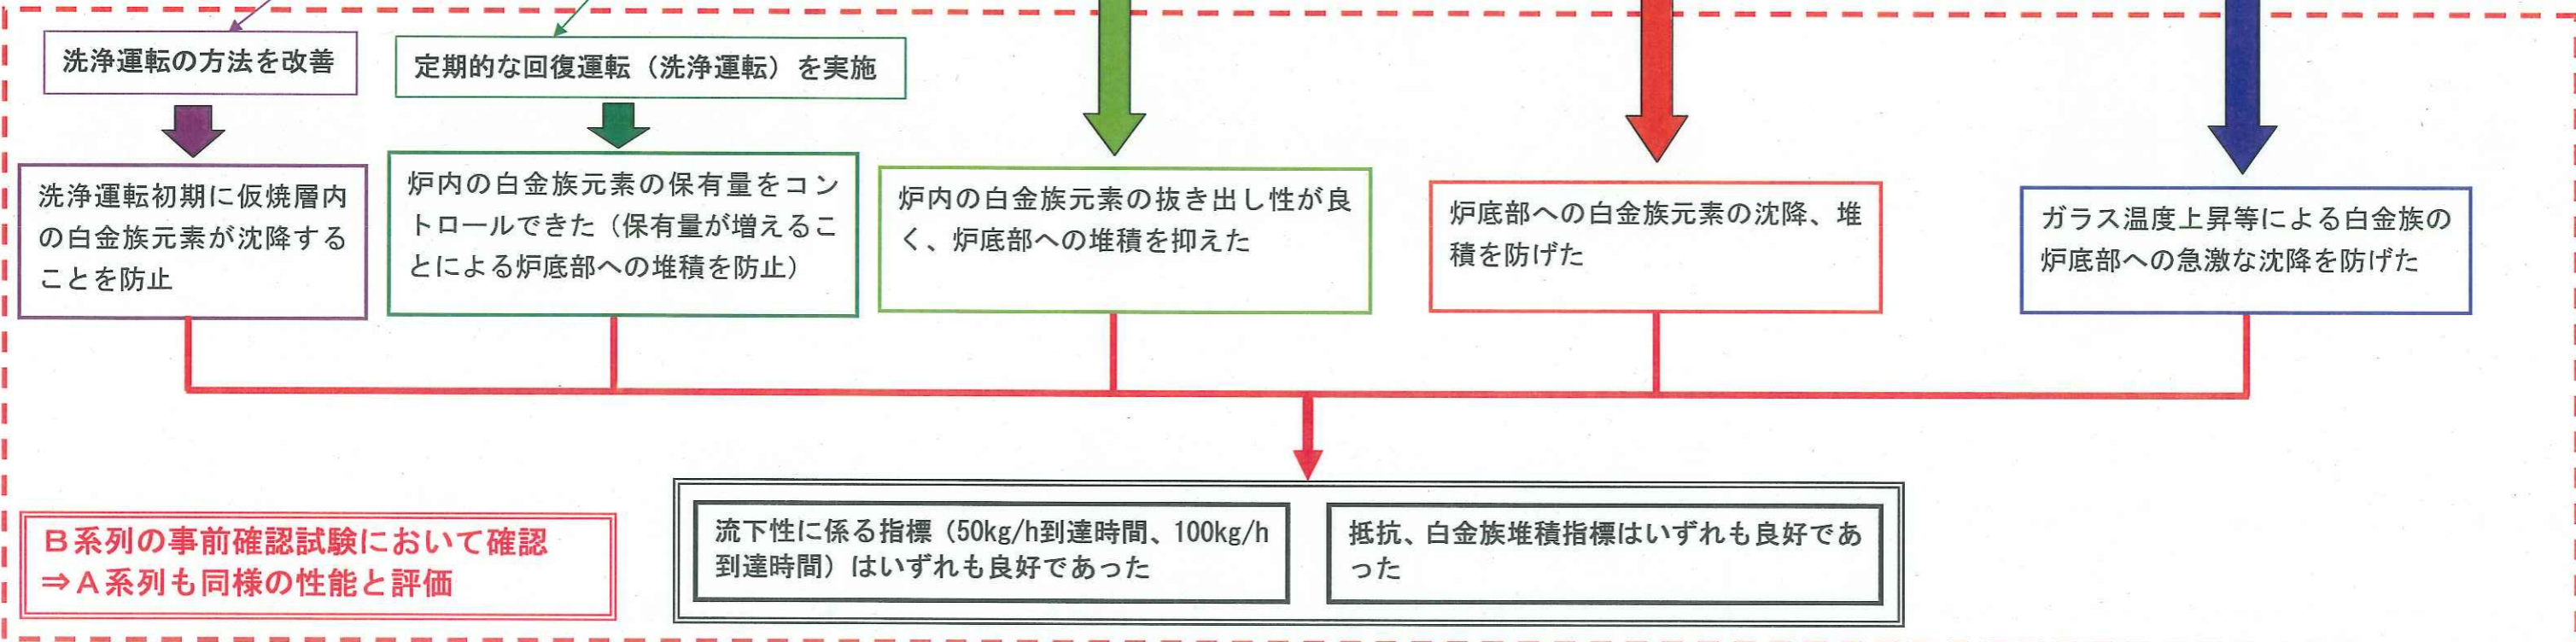 洗浄運転の方法を改善
定期的な回復運転（洗浄運転）を実施
洗浄運転初期に仮焼層内
の白金族元素が沈降する
ことを防止
炉内の白金族元素の保有量をコン
トロールできた（保有量が増えるこ
とによる炉底部への堆積を防止）
炉内の白金族元素の抜き出し性が良
く、炉底部への堆積を抑えた
炉底部への白金族元素の沈降、堆
積を防げた
ガラス温度上昇等による白金族の
炉底部への急激な沈降を防げた
Ｂ系列の事前確認試験において確認
⇒Ａ系列も同様の性能と評価
流下性に係る指標（50kg/h到達時間、100kg/h
到達時間）はいずれも良好であった
抵抗、白金族堆積指標はいずれも良好であ
った